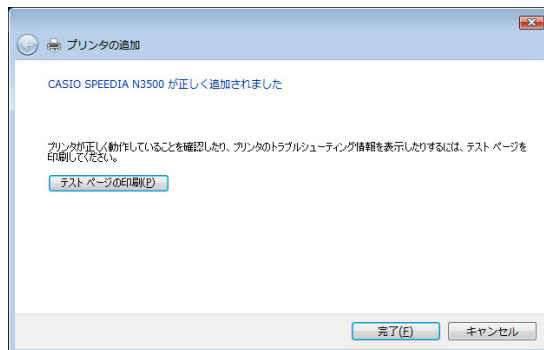 プリンタの追加
CASIO SPEEDIA N3500 が正しく追加されました
プリンタが正しく動作していることを確認したり、プリンタのトラブルシューティング情報を表示したりするには、テスト ページを
印刷してください。
テスト ページの印刷(P)
完了(F)
キャンセル